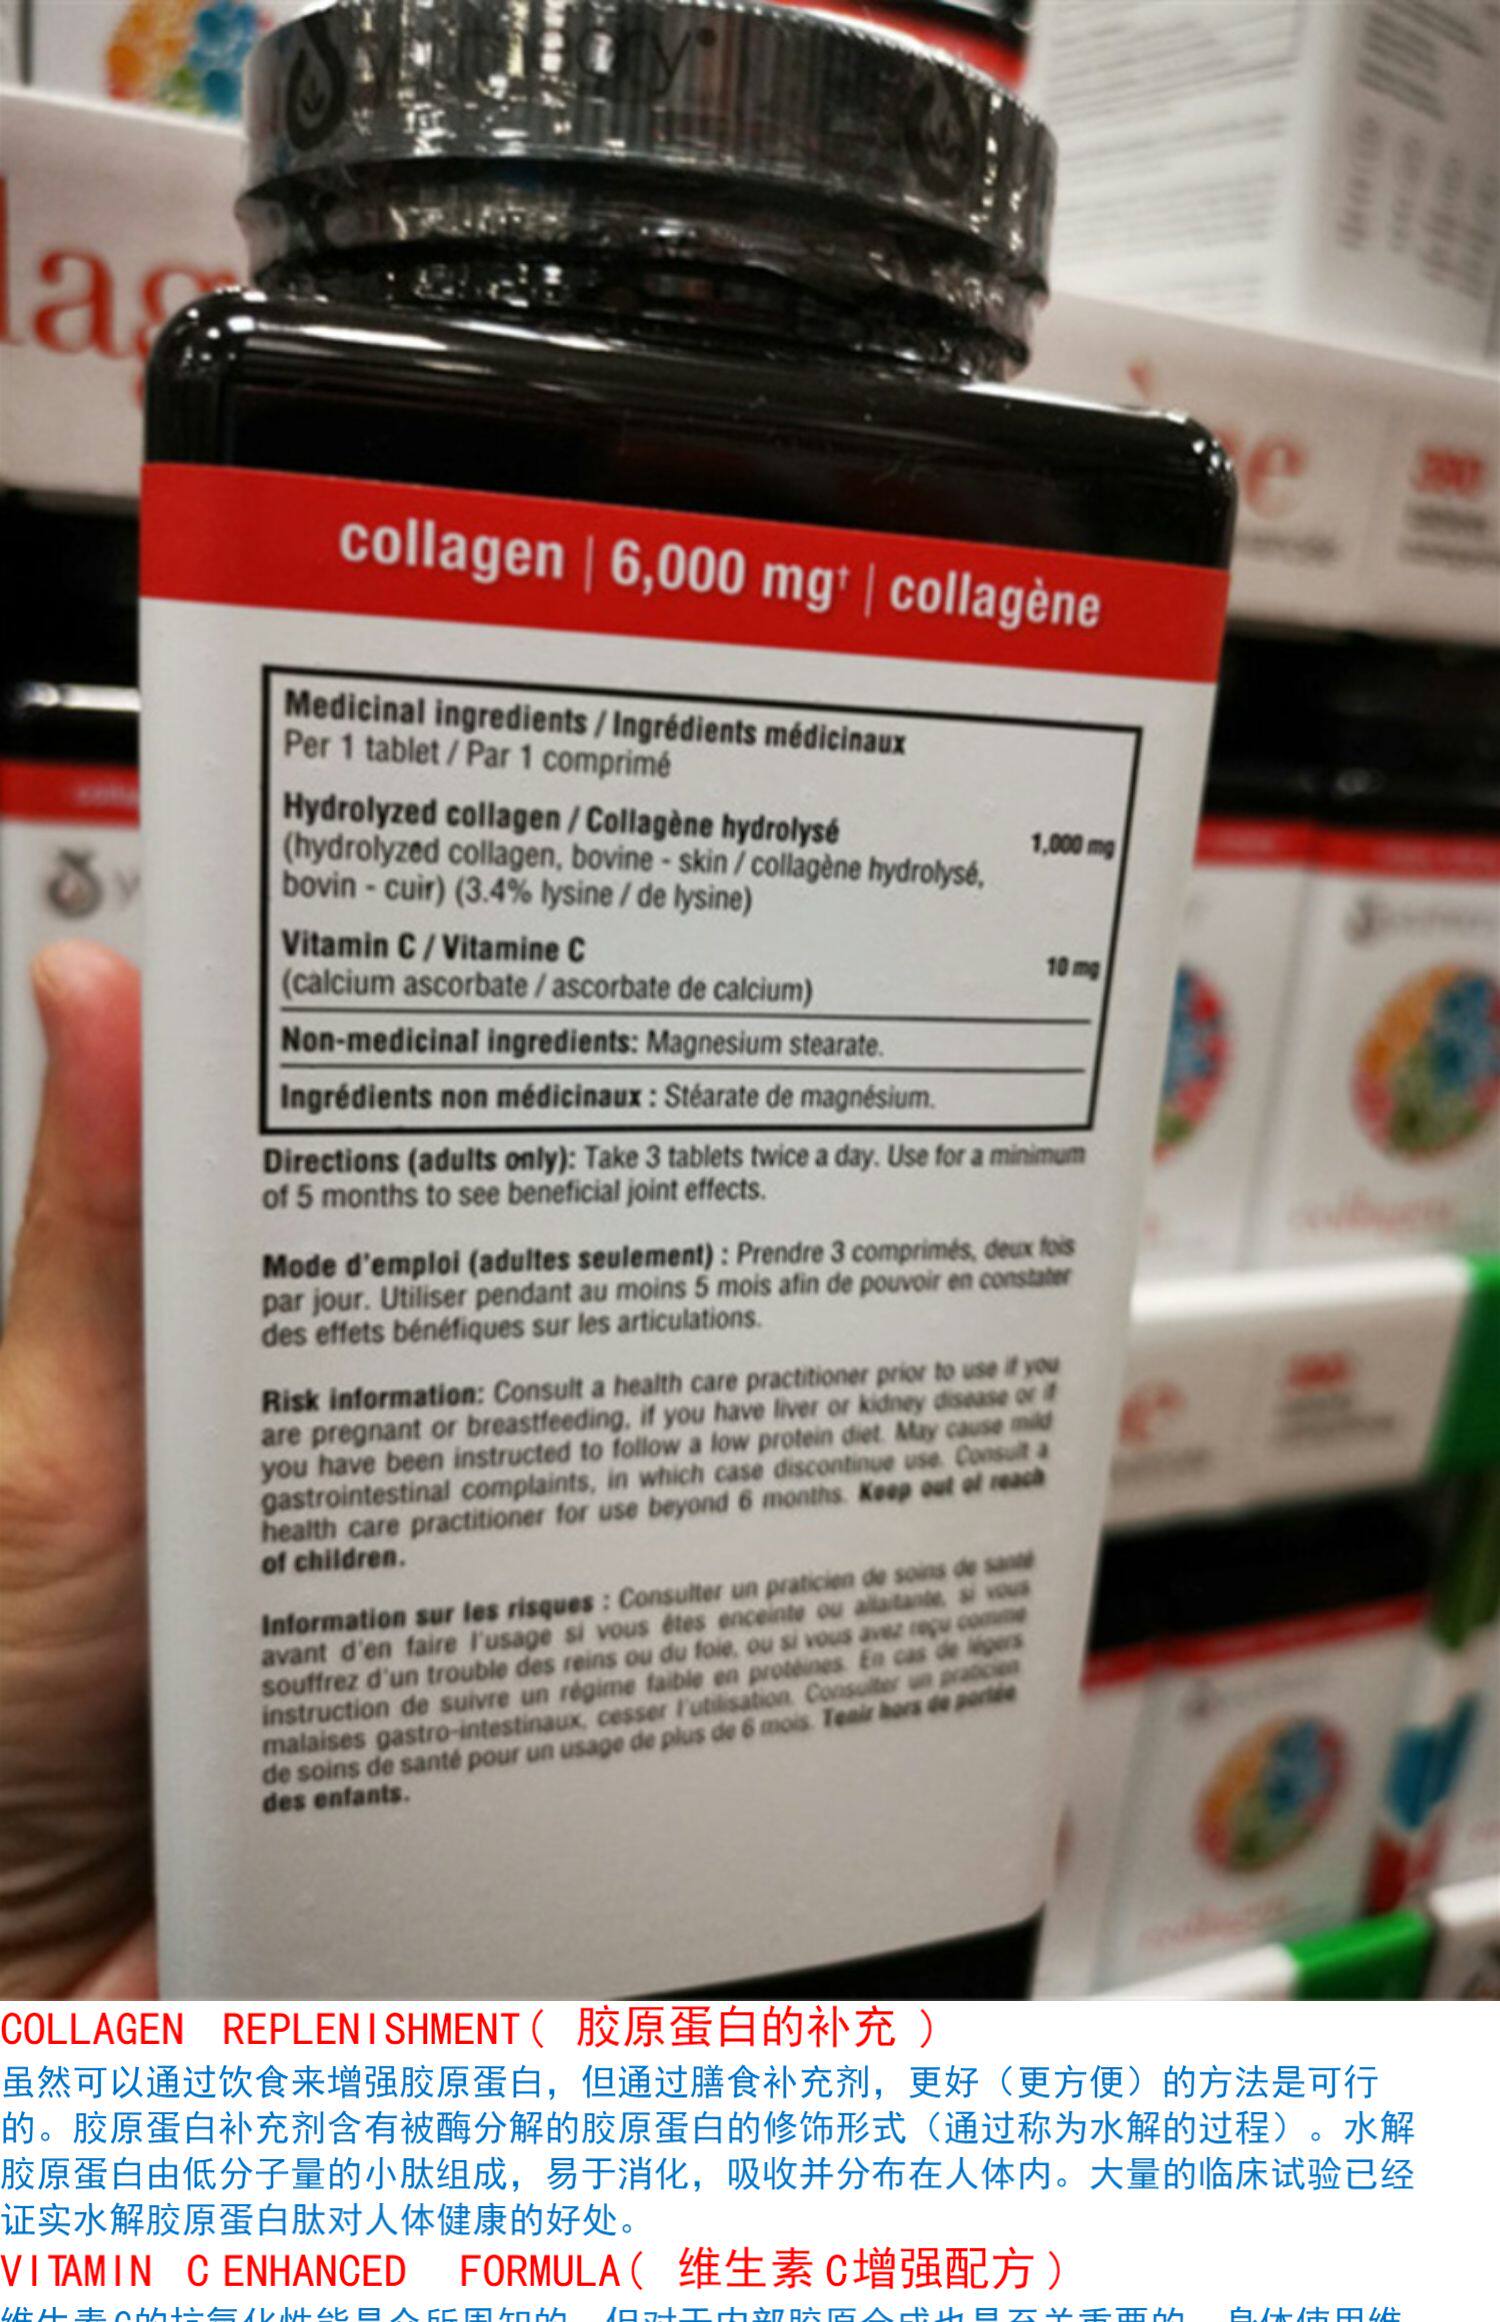 collagen | 6,000 mg† | collagène
Medicinal ingredients / Ingrédients médicinaux
Per 1 tablet / Par 1 comprimé
Hydrolyzed collagen / Collagène hydrolysé 1,000 mg
(hydrolyzed collagen, bovine - skin / collagène hydrolysé,
bovin - cuir) (3.4% lysine / de lysine)
Vitamin C / Vitamine C 10 mg
(calcium ascorbate / ascorbate de calcium)
Non-medicinal ingredients: Magnesium stearate.
Ingrédients non médicinaux : Stéarate de magnésium.
Directions (adults only): Take 3 tablets twice a day. Use for a minimum
of 5 months to see beneficial joint effects.
Mode d'emploi (adultes seulement) : Prendre 3 comprimés, deux fois
par jour. Utiliser pendant au moins 5 mois afin de pouvoir en constater
des effets bénéfiques sur les articulations.
Risk information: Consult a health care practitioner prior to use if you
are pregnant or breastfeeding, if you have liver or kidney disease or if
you have been instructed to follow a low protein diet. May cause mild
gastrointestinal complaints, in which case discontinue use. Consult a
health care practitioner for use beyond 6 months. Keep out of reach
of children.
Information sur les risques : Consulter un praticien de soins de santé
avant d'en faire l'usage si vous êtes enceinte ou allaitante, si vous
souffrez d'un trouble des reins ou du foie, ou si vous avez reçu comme
instruction de suivre un régime faible en protéines. En cas de légers
malaises gastro-intestinaux, cesser l'utilisation. Consulter un praticien
de soins de santé pour un usage de plus de 6 mois. Tenir hors de portée
des enfants.
COLLAGEN REPLENISHMENT( 胶原蛋白的补充 )
虽然可以通过饮食来增强胶原蛋白，但通过膳食补充剂，更好（更方便）的方法是可行
的。胶原蛋白补充剂含有被酶分解的胶原蛋白的修饰形式（通过称为水解的过程）。水解
胶原蛋白由低分子量的小肽组成，易于消化，吸收并分布在人体内。大量的临床试验已经
证实水解胶原蛋白肽对人体健康的好处。
VITAMIN C ENHANCED FORMULA( 维生素C增强配方 )